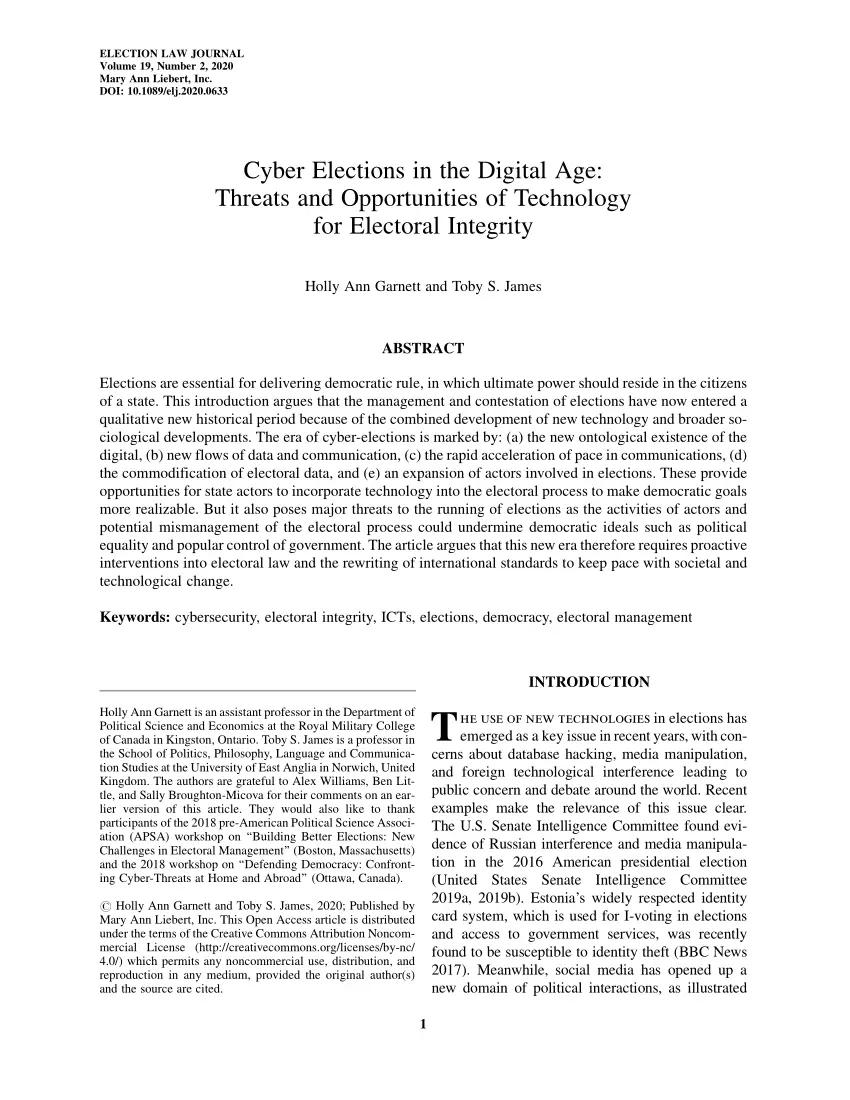 ELECTION LAW JOURNAL
Volume 19, Number 2, 2020
Mary Ann Liebert, Inc.
DOI: 10.1089/elj.2020.0633
Cyber Elections in the Digital Age:
Threats and Opportunities of Technology
for Electoral Integrity
Holly Ann Garnett and Toby S. James
ABSTRACT
Elections are essential for delivering democratic rule, in which ultimate power should reside in the citizens
of a state. This introduction argues that the management and contestation of elections have now entered a
qualitative new historical period because of the combined development of new technology and broader so-
ciological developments. The era of cyber-elections is marked by: (a) the new ontological existence of the
digital, (b) new flows of data and communication, (c) the rapid acceleration of pace in communications, (d)
the commodification of electoral data, and (e) an expansion of actors involved in elections. These provide
opportunities for state actors to incorporate technology into the electoral process to make democratic goals
more realizable. But it also poses major threats to the running of elections as the activities of actors and
potential mismanagement of the electoral process could undermine democratic ideals such as political
equality and popular control of government. The article argues that this new era therefore requires proactive
interventions into electoral law and the rewriting of international standards to keep pace with societal and
technological change.
Keywords: cybersecurity, electoral integrity, ICTs, elections, democracy, electoral management
Holly Ann Garnett is an assistant professor in the Department of
Political Science and Economics at the Royal Military College
of Canada in Kingston, Ontario. Toby S. James is a professor in
the School of Politics, Philosophy, Language and Communica-
tion Studies at the University of East Anglia in Norwich, United
Kingdom. The authors are grateful to Alex Williams, Ben Lit-
tle, and Sally Broughton-Micova for their comments on an ear-
lier version of this article. They would also like to thank
participants of the 2018 pre-American Political Science Associ-
ation (APSA) workshop on “Building Better Elections: New
Challenges in Electoral Management” (Boston, Massachusetts)
and the 2018 workshop on “Defending Democracy: Confront-
ing Cyber-Threats at Home and Abroad” (Ottawa, Canada).
© Holly Ann Garnett and Toby S. James, 2020; Published by
Mary Ann Liebert, Inc. This Open Access article is distributed
under the terms of the Creative Commons Attribution Noncom-
mercial License (http://creativecommons.org/licenses/by-nc/
4.0/) which permits any noncommercial use, distribution, and
reproduction in any medium, provided the original author(s)
and the source are cited.
INTRODUCTION
THE USE OF NEW TECHNOLOGIES in elections has
emerged as a key issue in recent years, with con-
cerns about database hacking, media manipulation,
and foreign technological interference leading to
public concern and debate around the world. Recent
examples make the relevance of this issue clear.
The U.S. Senate Intelligence Committee found evi-
dence of Russian interference and media manipula-
tion in the 2016 American presidential election
(United States Senate Intelligence Committee
2019a, 2019b). Estonia’s widely respected identity
card system, which is used for I-voting in elections
and access to government services, was recently
found to be susceptible to identity theft (BBC News
2017). Meanwhile, social media has opened up a
new domain of political interactions, as illustrated
1